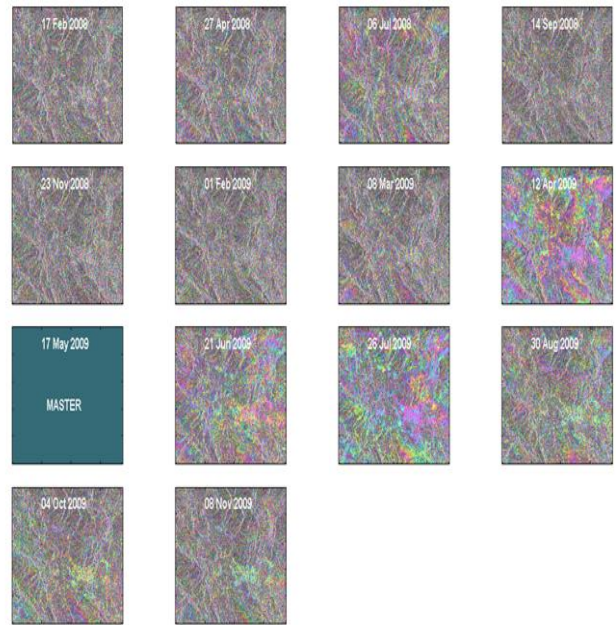 17 Feb 2008
27 Apr 2008
06 Jul 2008
14 Sep 2008
23 Nov 2008
01 Feb 2009
08 Mar 2009
12 Apr 2009
17 May 2009
MASTER
21 Jun 2009
26 Jul 2009
30 Aug 2009
04 Oct 2009
08 Nov 2009